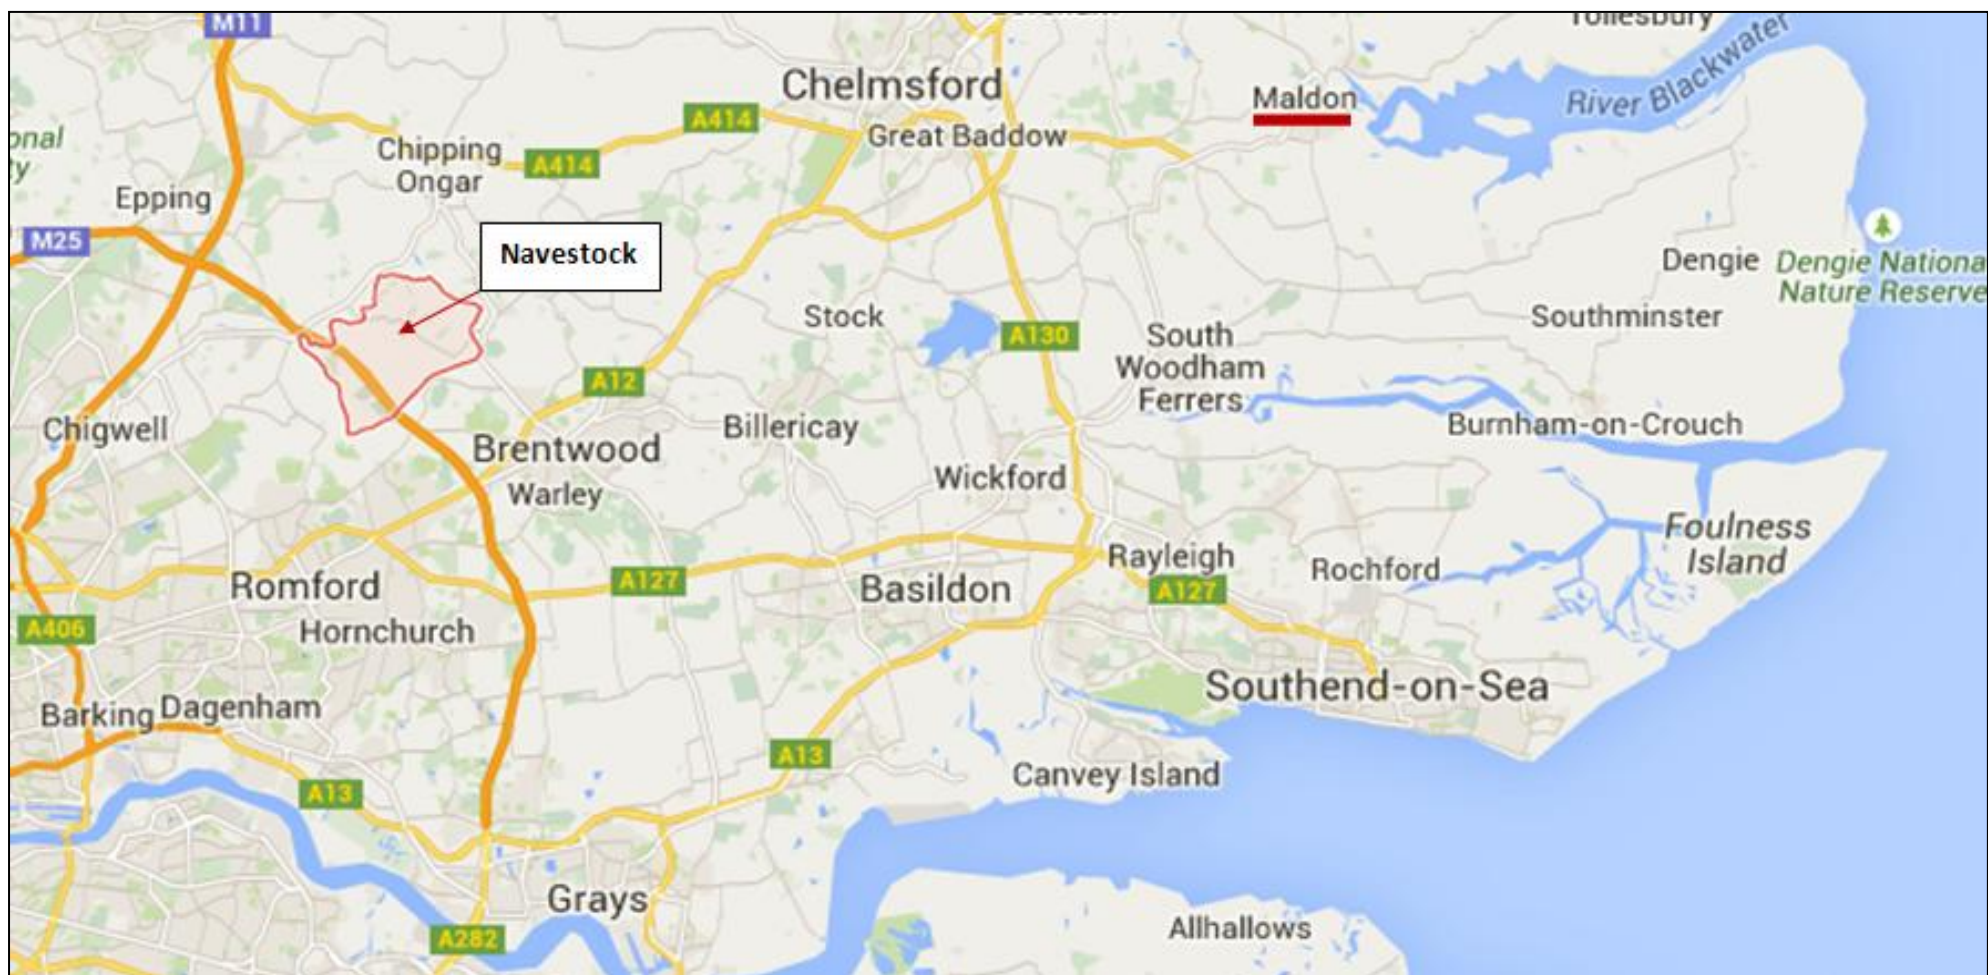 M11
Tollesbury
River Blackwater
Chelmsford
Maldon
A414
Great Baddow
Chipping
Ongar
A414
Epping
M25
Navestock
Dengie
Dengie Nationa
Nature Reserve
Stock
A130
South
Woodham
Ferrers
Southminster
A12
Chigwell
Billericay
Burnham-on-Crouch
Brentwood
Warley
Wickford
Foulness
Island
Rayleigh
Rochford
Romford
A127
Basildon
A127
A406
Hornchurch
Southend-on-Sea
Barking
Dagenham
A13
Canvey Island
A13
Grays
A282
Allhallows